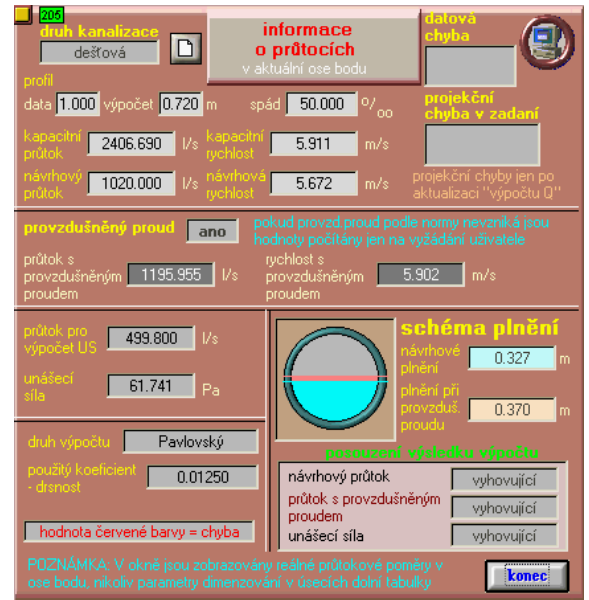 205
druh kanalizace
dešťová
informace
o průtocích
v aktuální ose bodu
datová
chyba
profil
data 1.000 výpočet 0.720 m spád 50.000 o/oo
projekční
chyba v zadaní
kapacitní
průtok 2406.690 l/s
kapacitní
rychlost 5.911 m/s
návrhový
průtok 1020.000 l/s
návrhová
rychlost 5.672 m/s
projekční chyby jen po
aktualizaci "výpočtu Q"
provzdušněný proud ano
pokud provzd.proud podle normy nevzniká jsou
hodnoty počítány jen na vyžádání uživatele
průtok s
provzdušněným 1195.955 l/s
proudem
rychlost s
provzdušněným 5.902 m/s
proudem
průtok pro
výpočet US 499.800 l/s
unášecí
síla 61.741 Pa
schéma plnění
návrhové
plnění 0.327 m
plnění při
provzduš. 0.370 m
proudu
druh výpočtu Pavlovský
použitý koeficient
- drsnost 0.01250
hodnota červené barvy = chyba
posouzení výsledku výpočtu
návrhový průtok vyhovující
průtok s provzdušněným
proudem vyhovující
unášecí síla vyhovující
POZNÁMKA: V okně jsou zobrazovány reálné průtokové poměry v
ose bodu, nikoliv parametry dimenzování v úsecích dolní tabulky
konec